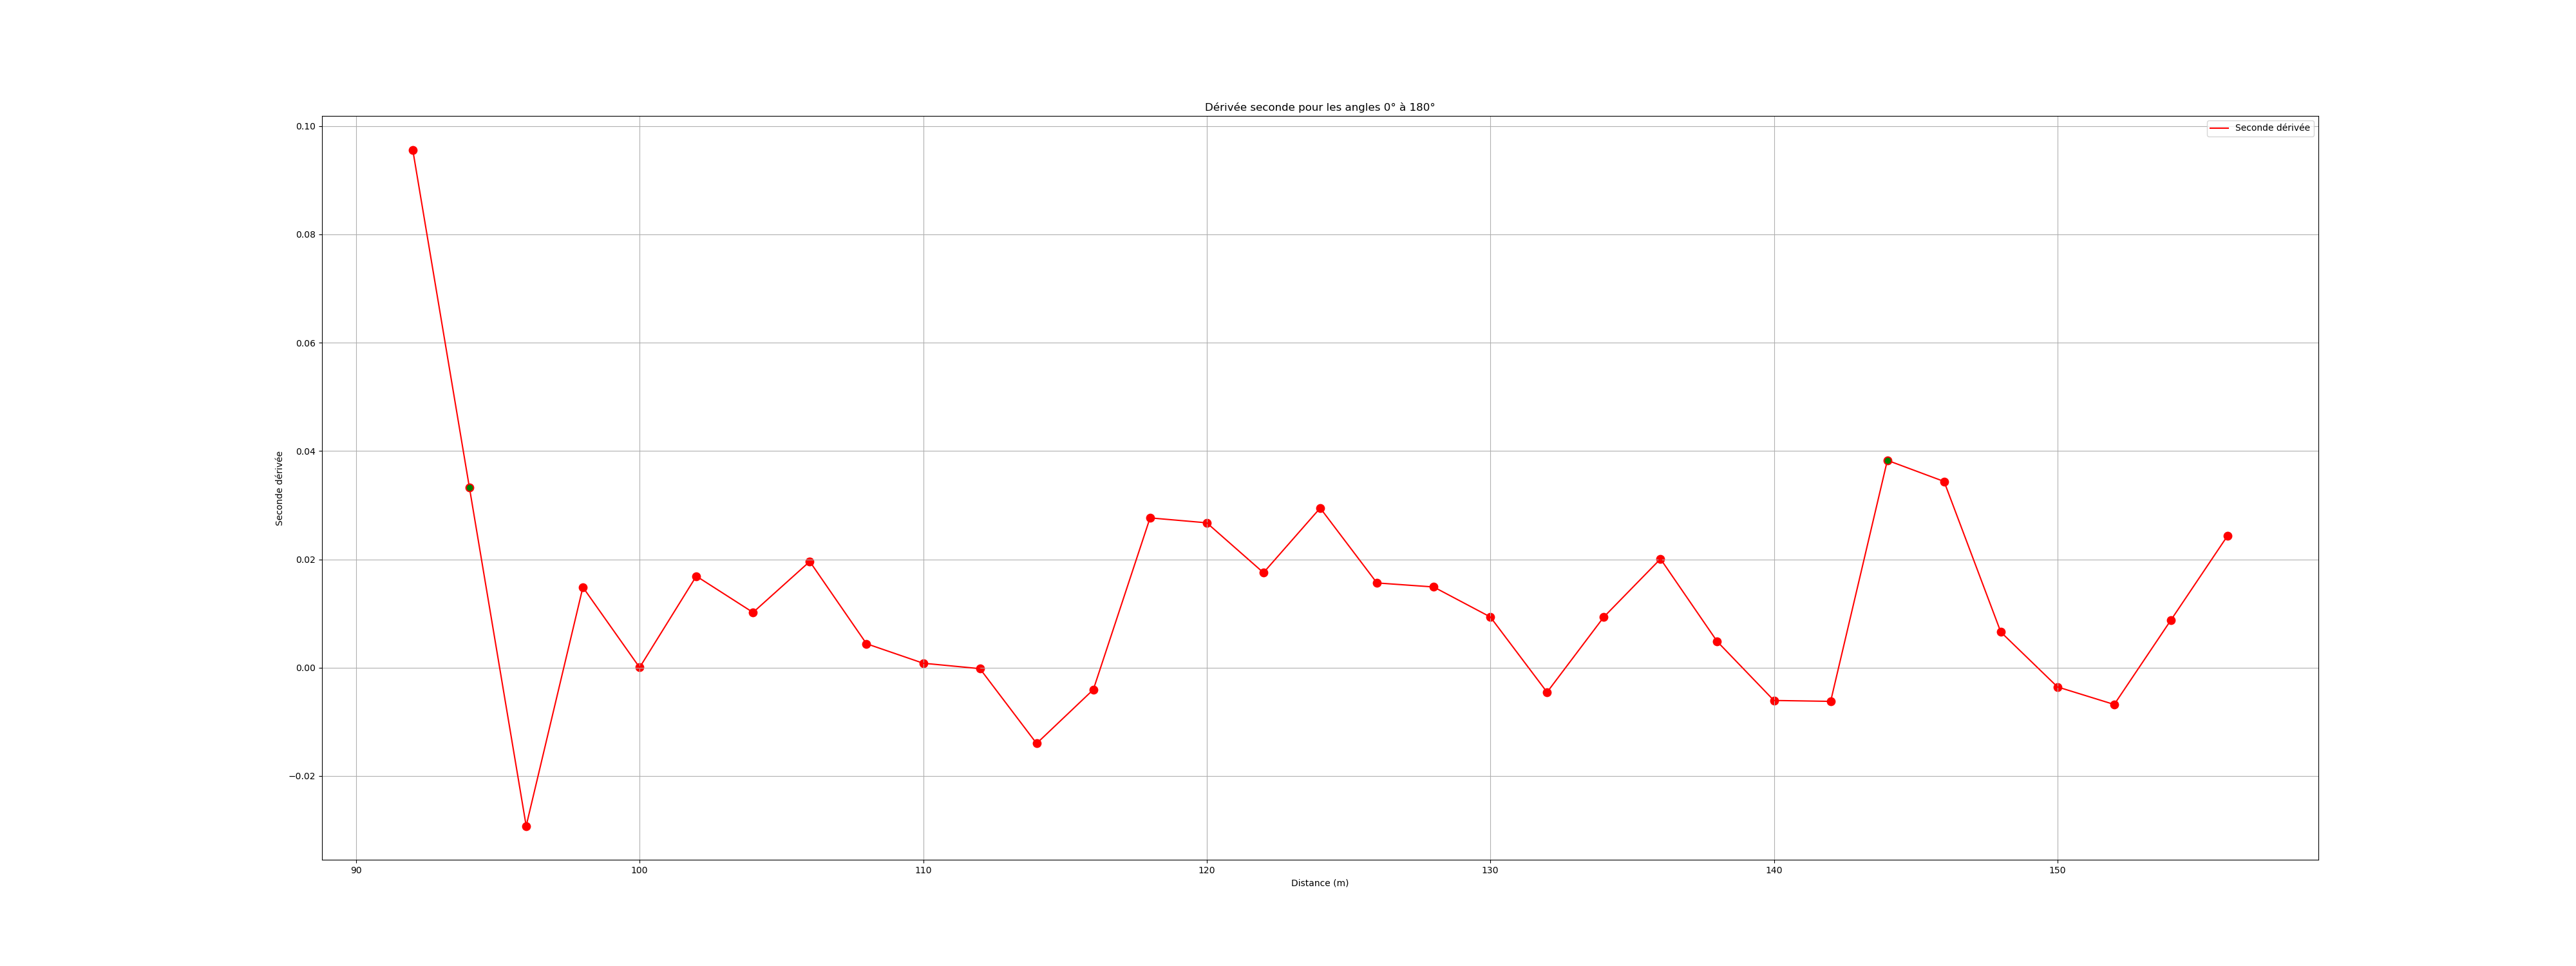 Dérivée seconde pour les angles 0° à 180°
Seconde dérivée
0.10
0.08
0.06
0.04
0.02
0.00
−0.02
Seconde dérivée
90 100 110 120 130 140 150
Distance (m)